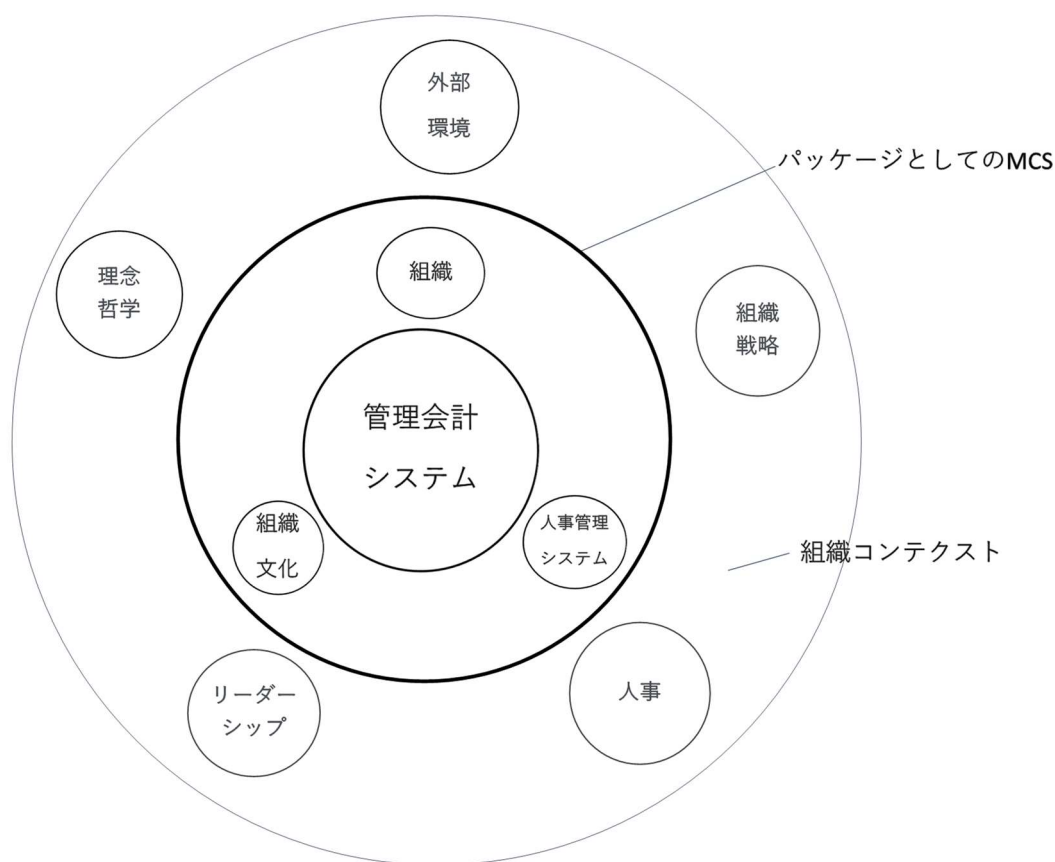 外部
環境
パッケージとしてのMCS
理念
哲学
組織
組織
戦略
管理会計
システム
組織
文化
人事管理
システム
組織コンテクスト
リーダー
シップ
人事